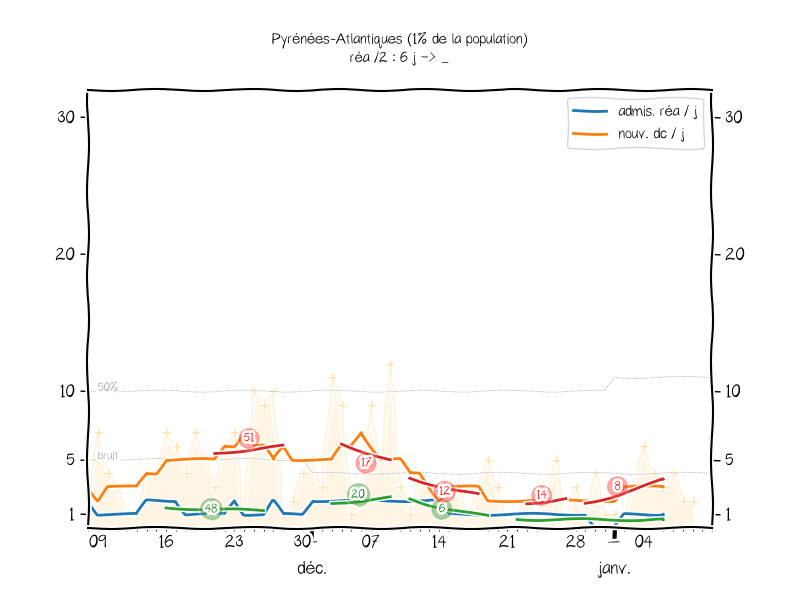 Pyrénées-Atlantiques (1% de la population)
réa /2 : 6 j -> _
admis. réa / j
nouv. dc / j
30
30
20
20
10
10
5
5
1
1
50%
bruit
51
17
12
14
8
48
20
6
09 16 23 30 07 14 21 28 04
déc. janv.